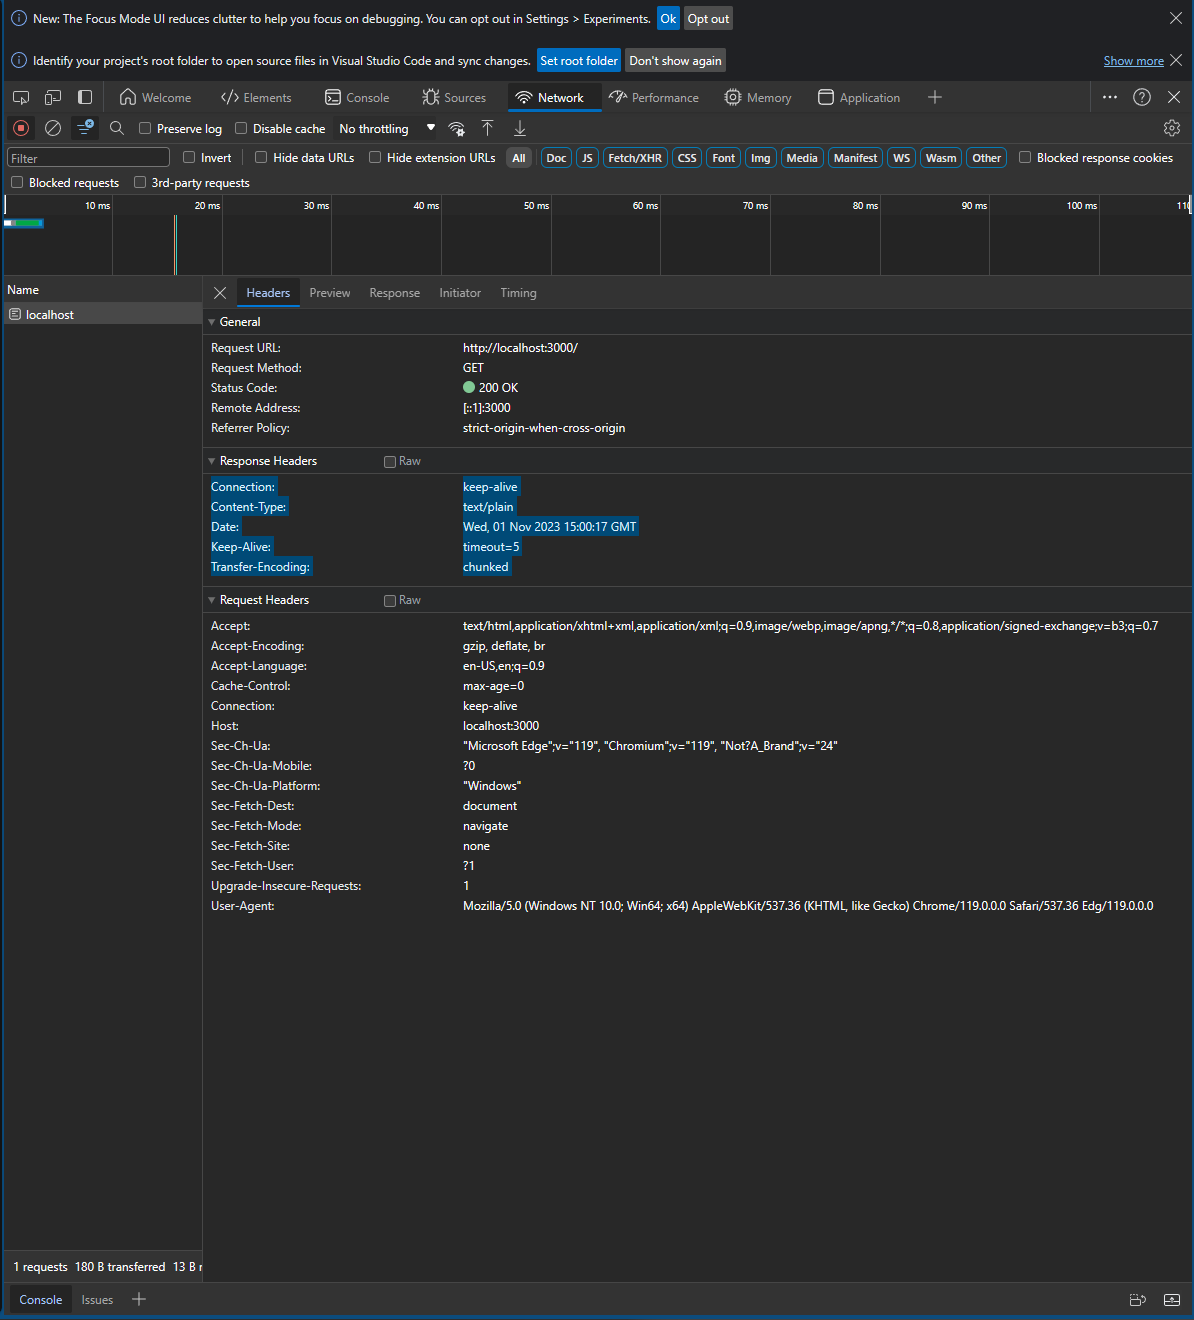 New: The Focus Mode UI reduces clutter to help you focus on debugging. You can opt out in Settings > Experiments. Ok Opt out
Identify your project's root folder to open source files in Visual Studio Code and sync changes. Set root folder Don't show again Show more
Welcome Elements Console Sources Network Performance Memory Application
Preserve log Disable cache No throttling
Filter Invert Hide data URLs Hide extension URLs All Doc JS Fetch/XHR CSS Font Img Media Manifest WS Wasm Other Blocked response cookies
Blocked requests 3rd-party requests
10 ms 20 ms 30 ms 40 ms 50 ms 60 ms 70 ms 80 ms 90 ms 100 ms 110
Name Headers Preview Response Initiator Timing
localhost
General
Request URL: http://localhost:3000/
Request Method: GET
Status Code: 200 OK
Remote Address: [::1]:3000
Referrer Policy: strict-origin-when-cross-origin
Response Headers Raw
Connection: keep-alive
Content-Type: text/plain
Date: Wed, 01 Nov 2023 15:00:17 GMT
Keep-Alive: timeout=5
Transfer-Encoding: chunked
Request Headers Raw
Accept: text/html,application/xhtml+xml,application/xml;q=0.9,image/webp,image/apng,*/*;q=0.8,application/signed-exchange;v=b3;q=0.7
Accept-Encoding: gzip, deflate, br
Accept-Language: en-US,en;q=0.9
Cache-Control: max-age=0
Connection: keep-alive
Host: localhost:3000
Sec-Ch-Ua: "Microsoft Edge";v="119", "Chromium";v="119", "Not?A_Brand";v="24"
Sec-Ch-Ua-Mobile: ?0
Sec-Ch-Ua-Platform: "Windows"
Sec-Fetch-Dest: document
Sec-Fetch-Mode: navigate
Sec-Fetch-Site: none
Sec-Fetch-User: ?1
Upgrade-Insecure-Requests: 1
User-Agent: Mozilla/5.0 (Windows NT 10.0; Win64; x64) AppleWebKit/537.36 (KHTML, like Gecko) Chrome/119.0.0.0 Safari/537.36 Edg/119.0.0.0
1 requests 180 B transferred 13 B r
Console Issues